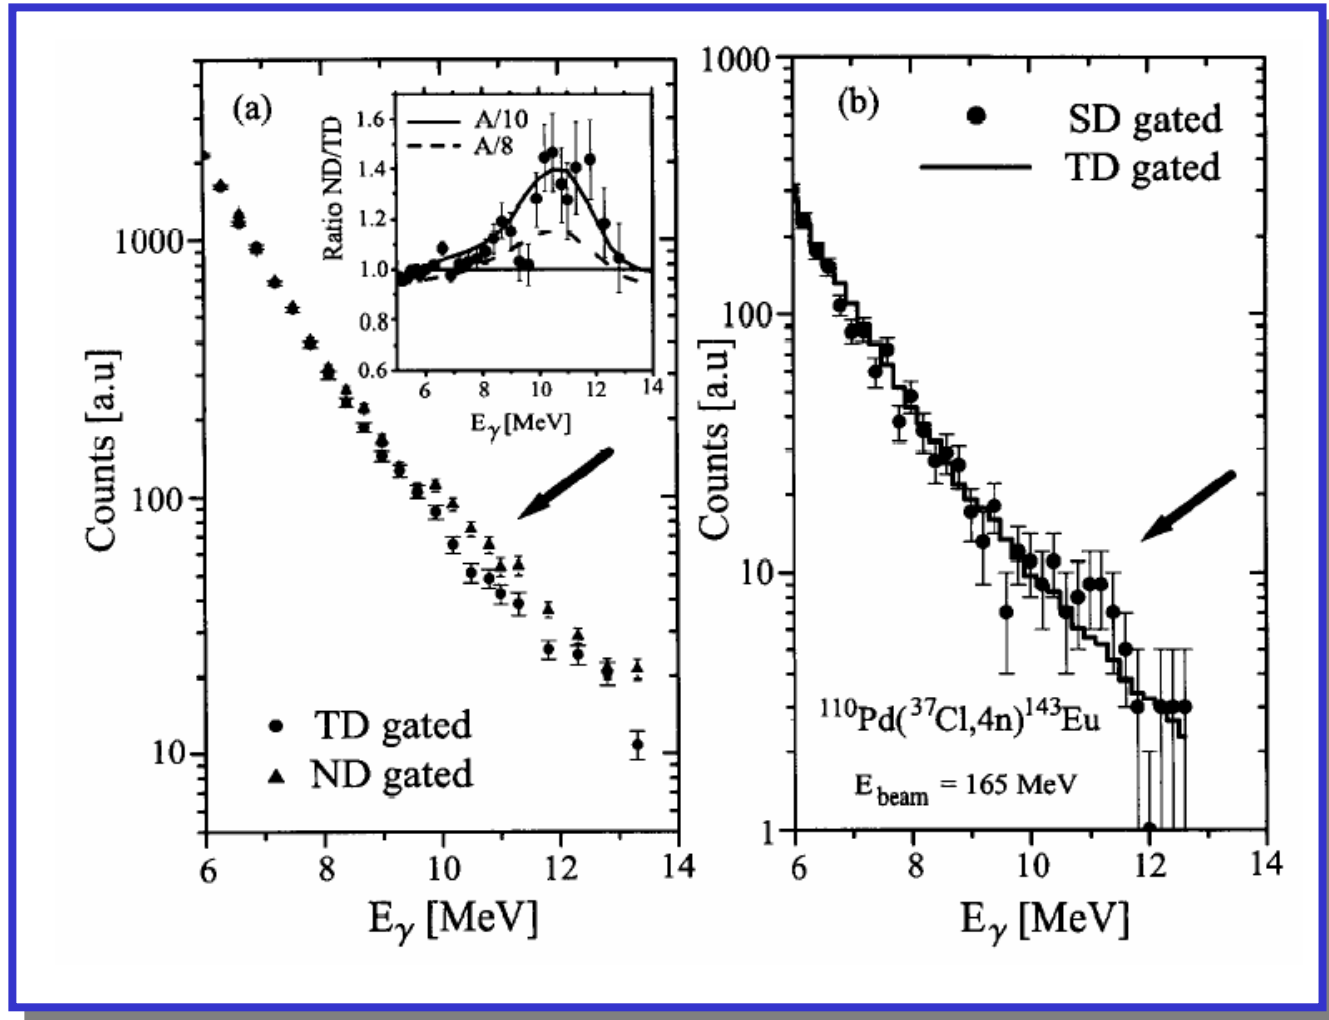 (a)
A/10
A/8
Ratio ND/TD
1.6
1.4
1.2
1.0
0.8
0.6
6 8 10 12 14
Eγ [MeV]
Counts [a.u]
1000
100
10
TD gated
ND gated
6 8 10 12 14
Eγ [MeV]
(b)
SD gated
TD gated
Counts [a.u]
1000
100
10
1
110Pd(37Cl,4n)143Eu
Ebeam = 165 MeV
6 8 10 12 14
Eγ [MeV]